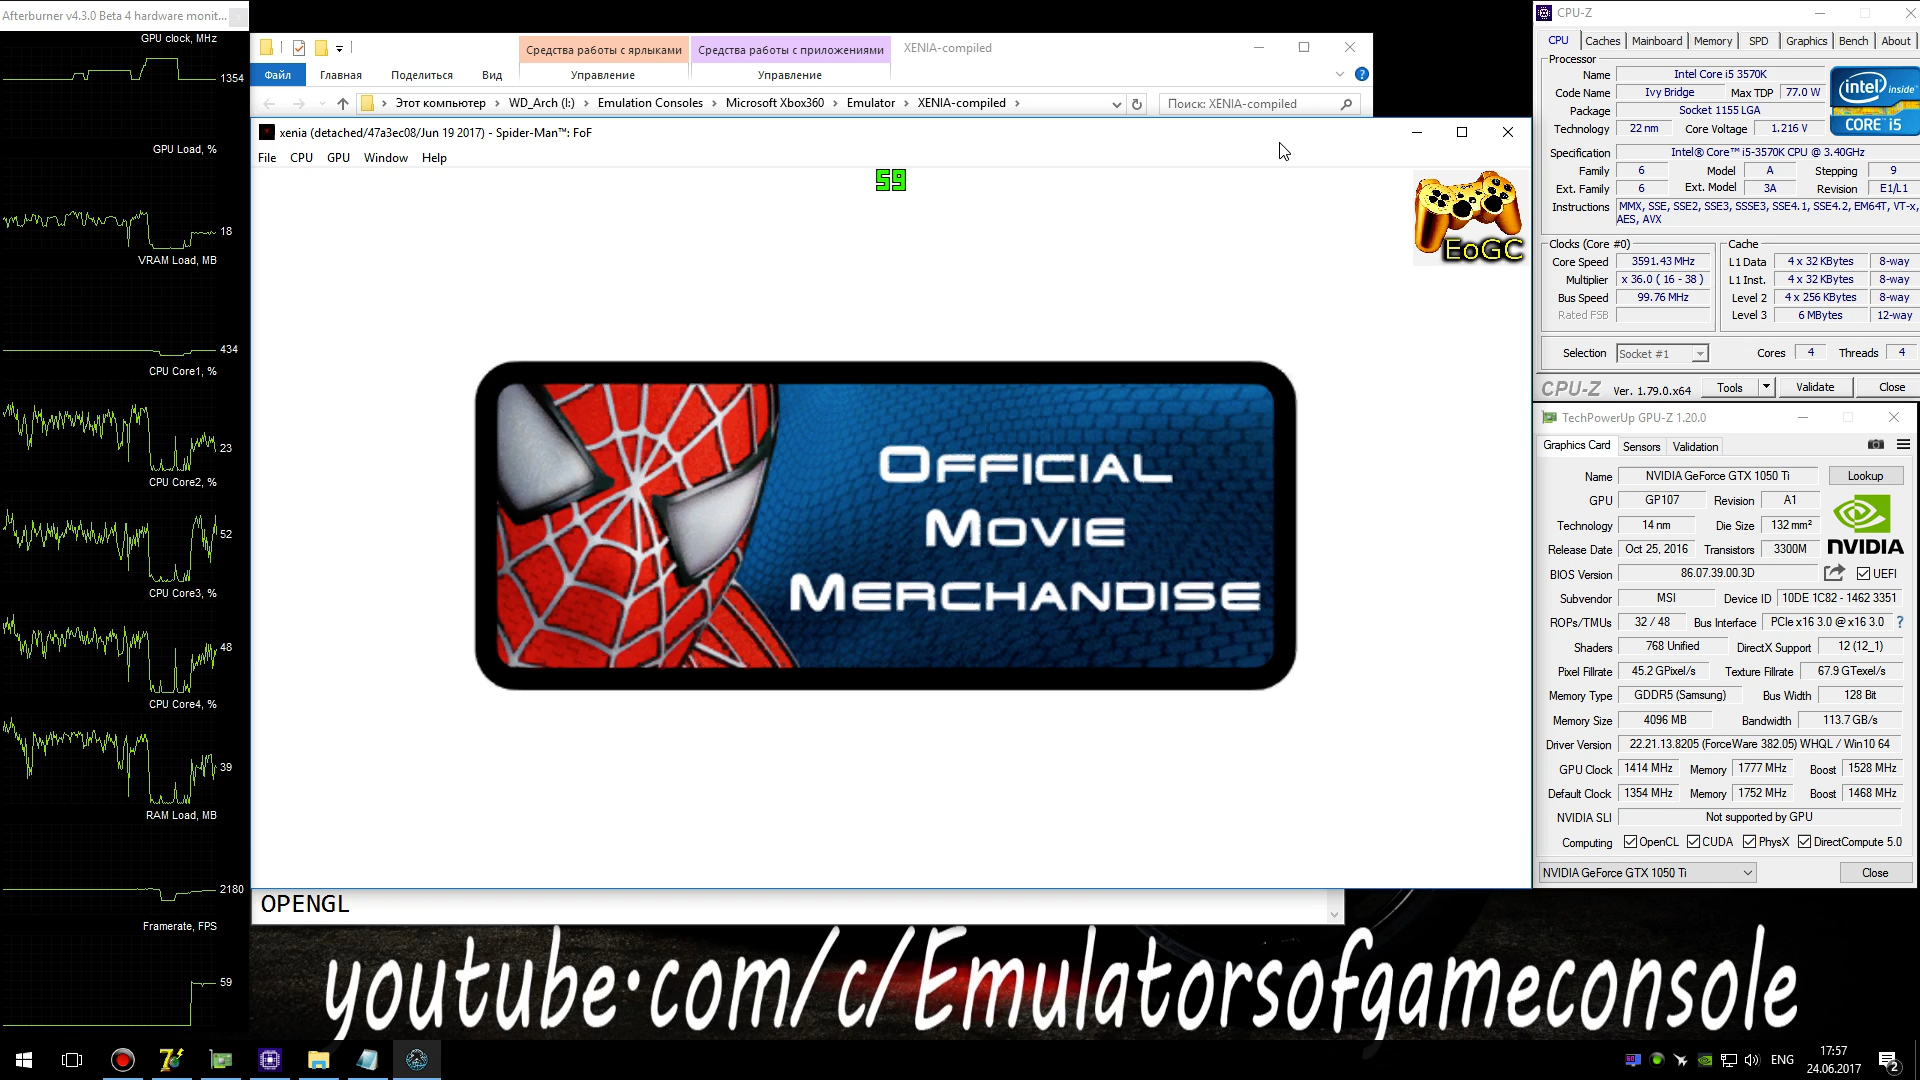 Afterburner v4.3.0 Beta 4 hardware monit...
GPU clock, MHz
1354
GPU Load, %
18
VRAM Load, MB
434
CPU Core1, %
23
CPU Core2, %
52
CPU Core3, %
48
CPU Core4, %
39
RAM Load, MB
2180
Framerate, FPS
59
Средства работы с ярлыками
Средства работы с приложениями
XENIA-compiled
Файл
Главная
Поделиться
Вид
Управление
Управление
Этот компьютер > WD_Arch (I:) > Emulation Consoles > Microsoft Xbox360 > Emulator > XENIA-compiled >
Поиск: XENIA-compiled
xenia (detached/47a3ec08/Jun 19 2017) - Spider-Man™: FoF
File CPU GPU Window Help
59
EoGC
OFFICIAL
MOVIE
MERCHANDISE
OPENGL
youtube.com/c/Emulatorsofgameconsole
CPU-Z
CPU Caches Mainboard Memory SPD Graphics Bench About
Processor
Name Intel Core i5 3570K
Code Name Ivy Bridge Max TDP 77.0 W
Package Socket 1155 LGA
Technology 22 nm Core Voltage 1.216 V
intel inside™
CORE i5
Specification Intel® Core™ i5-3570K CPU @ 3.40GHz
Family 6 Model A Stepping 9
Ext. Family 6 Ext. Model 3A Revision E1/L1
Instructions MMX, SSE, SSE2, SSE3, SSSE3, SSE4.1, SSE4.2, EM64T, VT-x,
AES, AVX
Clocks (Core #0)
Core Speed 3591.43 MHz
Multiplier x 36.0 ( 16 - 38 )
Bus Speed 99.76 MHz
Rated FSB
Cache
L1 Data 4 x 32 KBytes 8-way
L1 Inst. 4 x 32 KBytes 8-way
Level 2 4 x 256 KBytes 8-way
Level 3 6 MBytes 12-way
Selection Socket #1 Cores 4 Threads 4
CPU-Z Ver. 1.79.0.x64 Tools Validate Close
TechPowerUp GPU-Z 1.20.0
Graphics Card Sensors Validation
Name NVIDIA GeForce GTX 1050 Ti Lookup
GPU GP107 Revision A1
Technology 14 nm Die Size 132 mm²
Release Date Oct 25, 2016 Transistors 3300M
NVIDIA
BIOS Version 86.07.39.00.3D UEFI
Subvendor MSI Device ID 10DE 1C82 - 1462 3351
ROPs/TMUs 32 / 48 Bus Interface PCIe x16 3.0 @ x16 3.0 ?
Shaders 768 Unified DirectX Support 12 (12_1)
Pixel Fillrate 45.2 GPixel/s Texture Fillrate 67.9 GTexel/s
Memory Type GDDR5 (Samsung) Bus Width 128 Bit
Memory Size 4096 MB Bandwidth 113.7 GB/s
Driver Version 22.21.13.8205 (ForceWare 382.05) WHQL / Win10 64
GPU Clock 1414 MHz Memory 1777 MHz Boost 1528 MHz
Default Clock 1354 MHz Memory 1752 MHz Boost 1468 MHz
NVIDIA SLI Not supported by GPU
Computing OpenCL CUDA PhysX DirectCompute 5.0
NVIDIA GeForce GTX 1050 Ti Close
ENG
17:57
24.06.2017
2